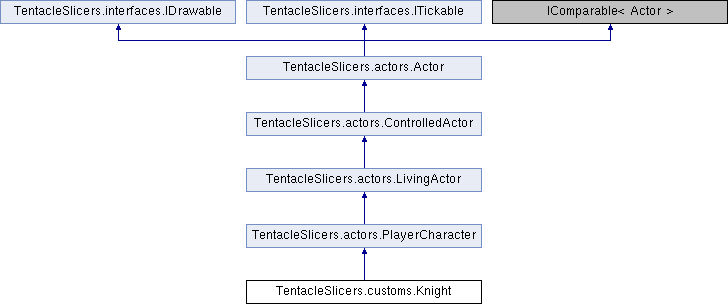 TentacleSlicers.interfaces.IDrawable
TentacleSlicers.interfaces.ITickable
IComparable< Actor >
TentacleSlicers.actors.Actor
TentacleSlicers.actors.ControlledActor
TentacleSlicers.actors.LivingActor
TentacleSlicers.actors.PlayerCharacter
TentacleSlicers.customs.Knight